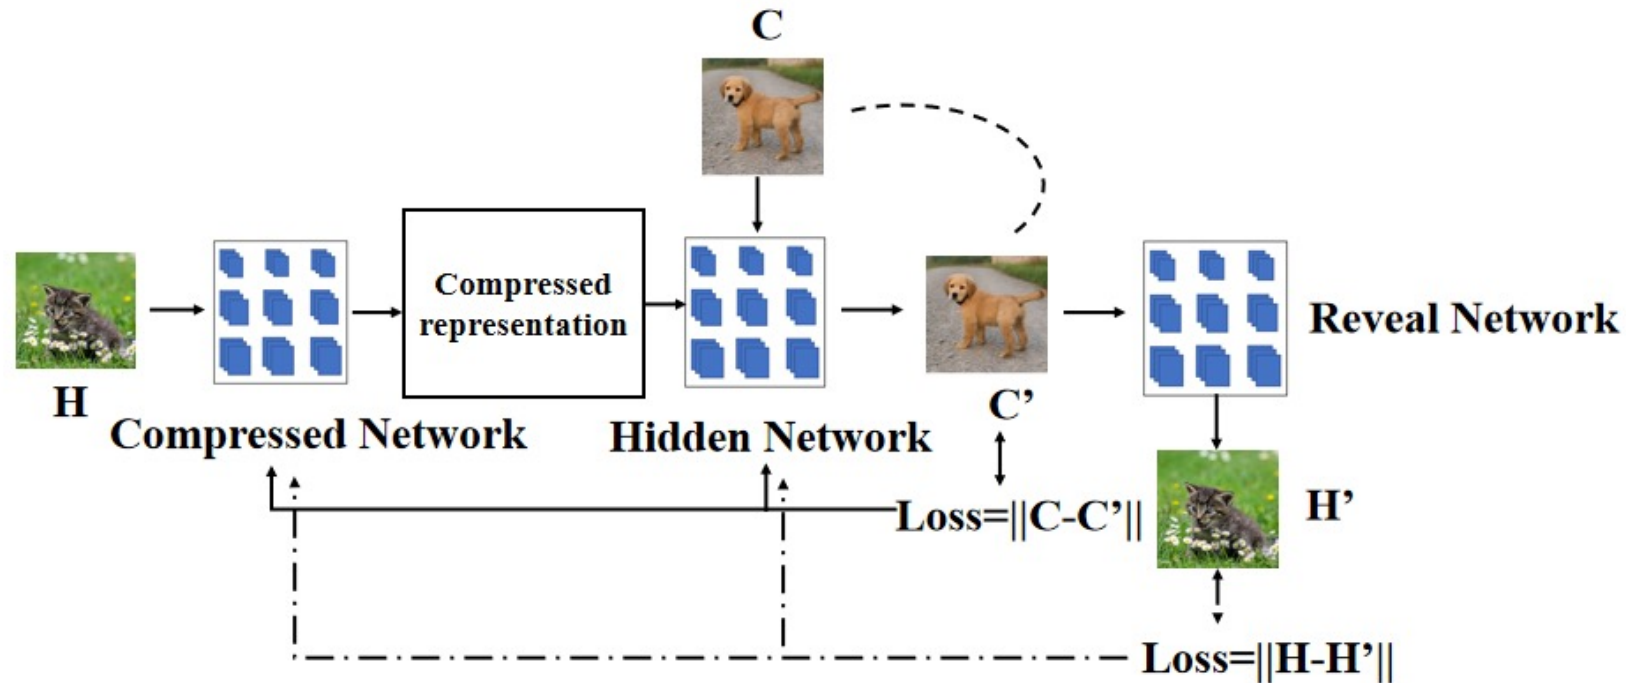 C
Compressed
representation
Reveal Network
H
C’
Compressed Network
Hidden Network
Loss=||C-C’||
H’
Loss=||H-H’||